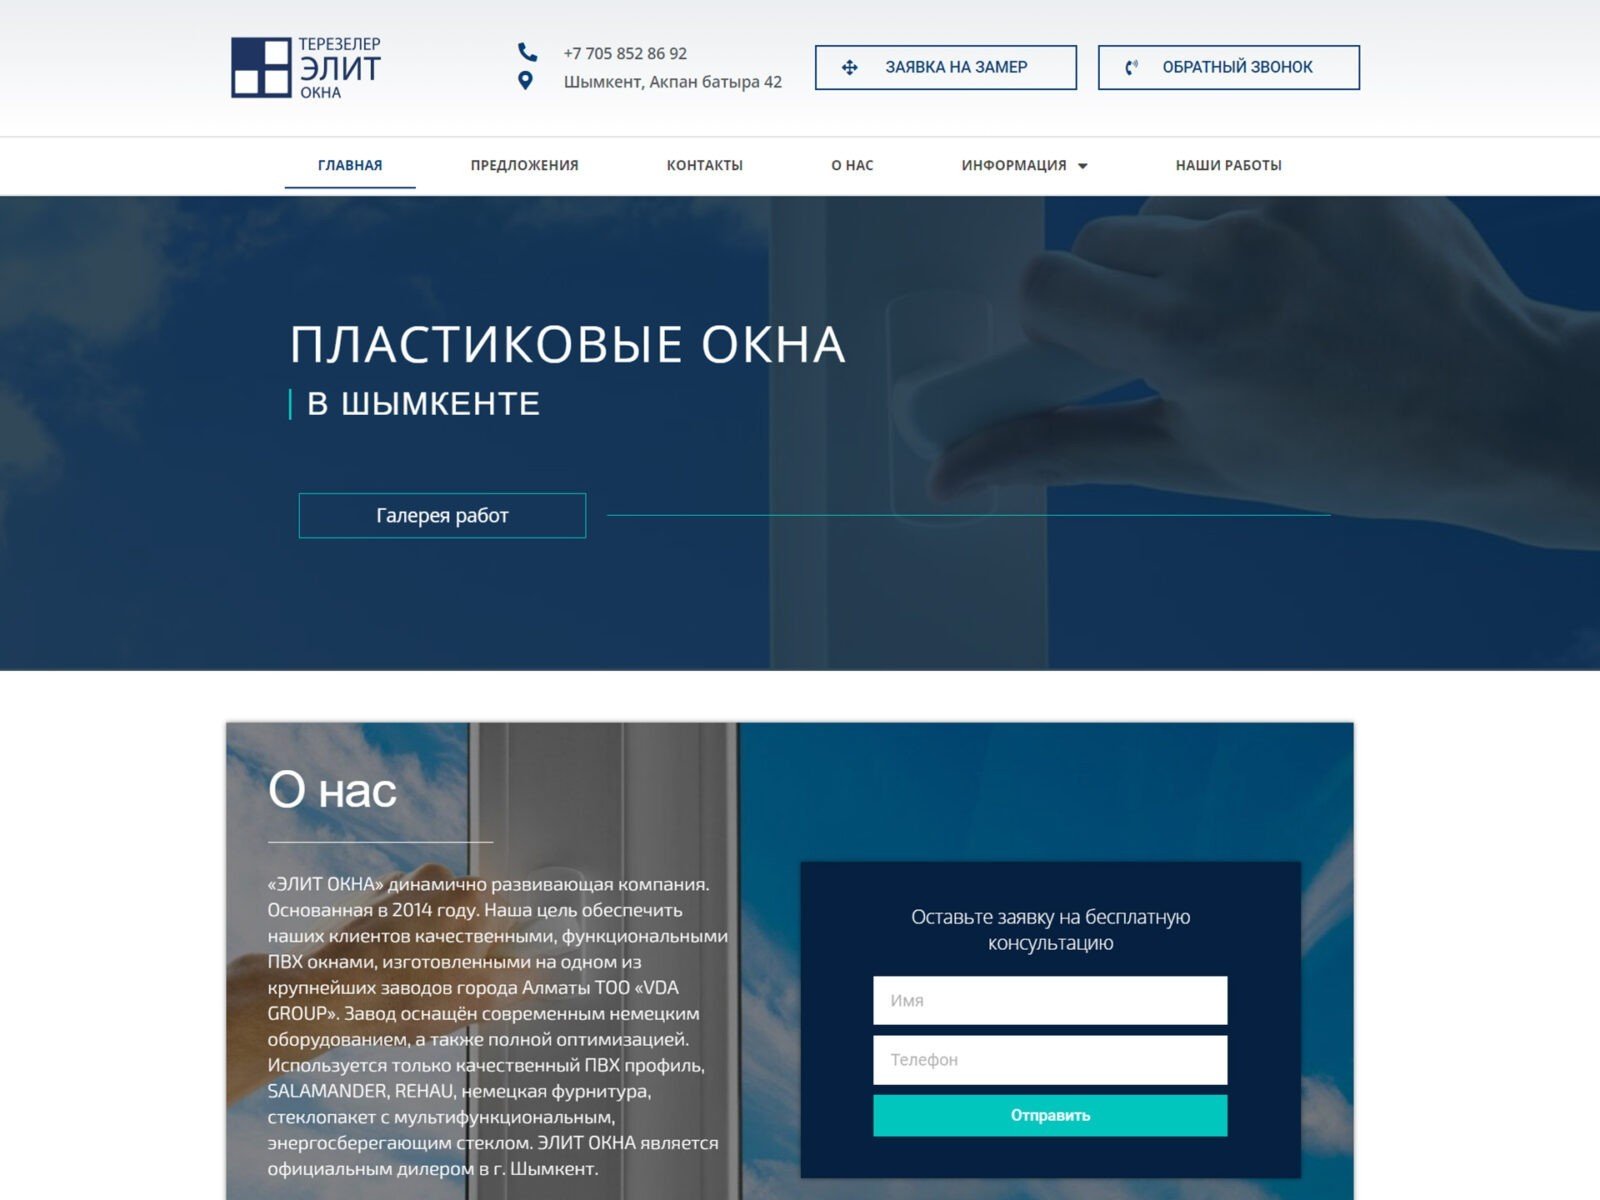 ТЕРЕЗЕЛЕР
ЭЛИТ
ОКНА
+7 705 852 86 92
Шымкент, Акпан батыра 42
ЗАЯВКА НА ЗАМЕР
ОБРАТНЫЙ ЗВОНОК
ГЛАВНАЯ
ПРЕДЛОЖЕНИЯ
КОНТАКТЫ
О НАС
ИНФОРМАЦИЯ
НАШИ РАБОТЫ
ПЛАСТИКОВЫЕ ОКНА
В ШЫМКЕНТЕ
Галерея работ
О нас
«ЭЛИТ ОКНА» динамично развивающая компания.
Основанная в 2014 году. Наша цель обеспечить
наших клиентов качественными, функциональными
ПВХ окнами, изготовленными на одном из
крупнейших заводов города Алматы ТОО «VDA
GROUP». Завод оснащён современным немецким
оборудованием, а также полной оптимизацией.
Используется только качественный ПВХ профиль,
SALAMANDER, REHAU, немецкая фурнитура,
стеклопакет с мультифункциональным,
энергосберегающим стеклом. ЭЛИТ ОКНА является
официальным дилером в г. Шымкент.
Оставьте заявку на бесплатную
консультацию
Имя
Телефон
Отправить